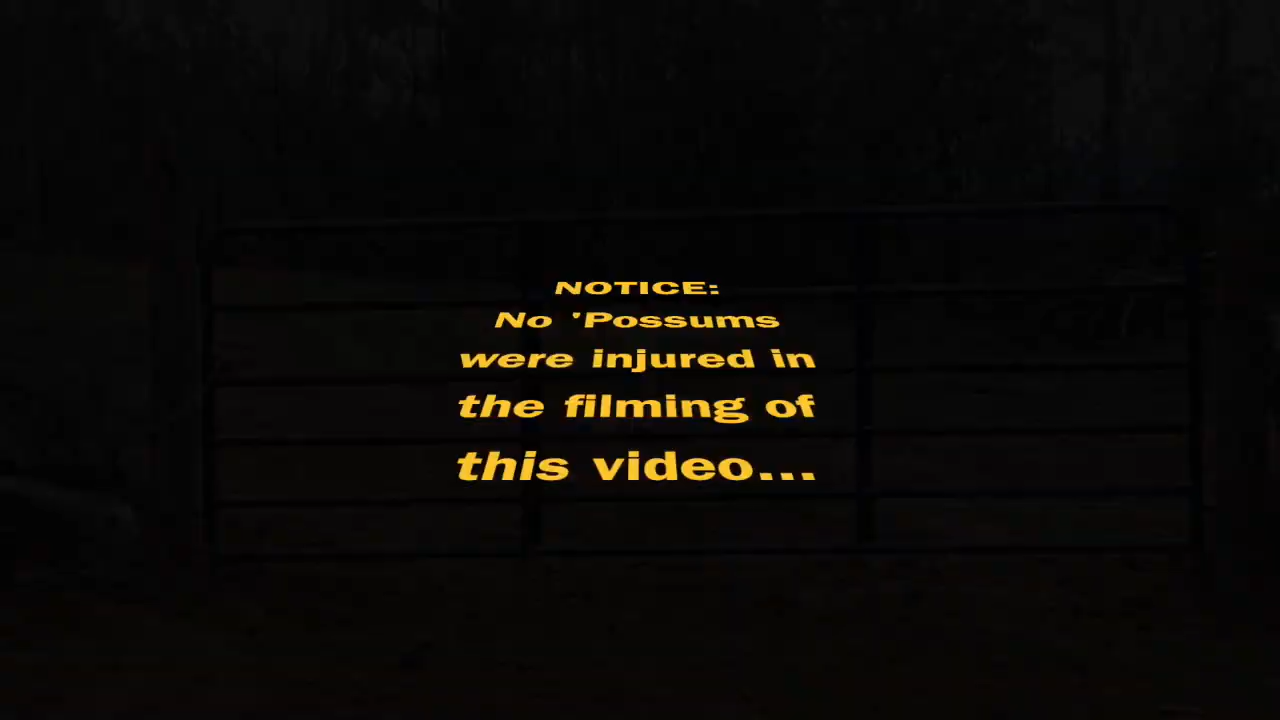 NOTICE:
No 'Possums
were injured in
the filming of
this video...